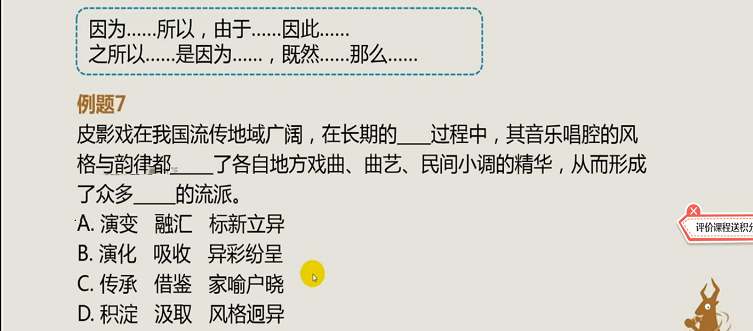 因为……所以，由于……因此……
之所以……是因为……，既然……那么……
例题7
皮影戏在我国流传地域广阔，在长期的___过程中，其音乐唱腔的风
格与韵律都____了各自地方戏曲、曲艺、民间小调的精华，从而形成
了众多____的流派。
A. 演变 融汇 标新立异
B. 演化 吸收 异彩纷呈
C. 传承 借鉴 家喻户晓
D. 积淀 汲取 风格迥异
评价课程送积分